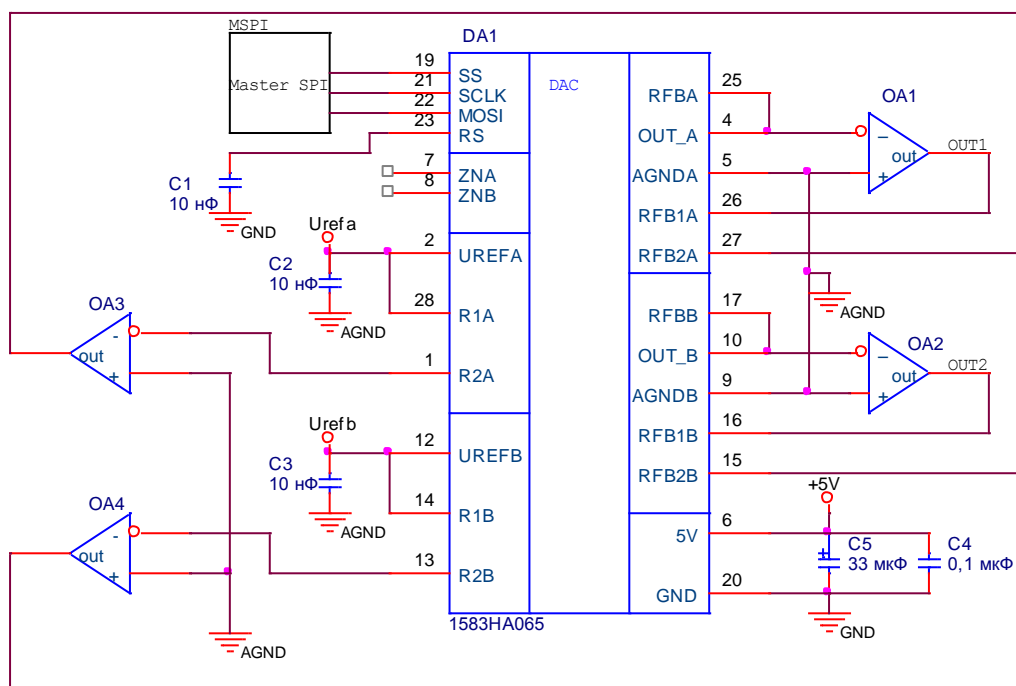 MSPI
Master SPI
DA1
DAC
19
SS
21
SCLK
22
MOSI
23
RS
7
ZNA
8
ZNB
C1
10 нФ
GND
Urefa
2
UREFA
C2
10 нФ
AGND
28
R1A
1
R2A
Urefb
12
UREFB
C3
10 нФ
AGND
14
R1B
13
R2B
1583HA065
25
RFBA
4
OUT_A
5
AGNDA
26
RFB1A
27
RFB2A
17
RFBB
10
OUT_B
9
AGNDB
16
RFB1B
15
RFB2B
6
5V
20
GND
OA1
−
out
+
OUT1
AGND
OA2
−
out
+
OUT2
+5V
C5
33 мкФ
C4
0,1 мкФ
GND
OA3
-
out
+
OA4
-
out
+
AGND